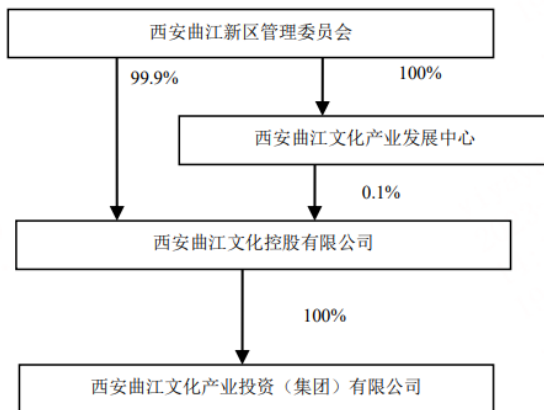 西安曲江新区管理委员会
99.9%
100%
西安曲江文化产业发展中心
0.1%
西安曲江文化控股有限公司
100%
西安曲江文化产业投资（集团）有限公司